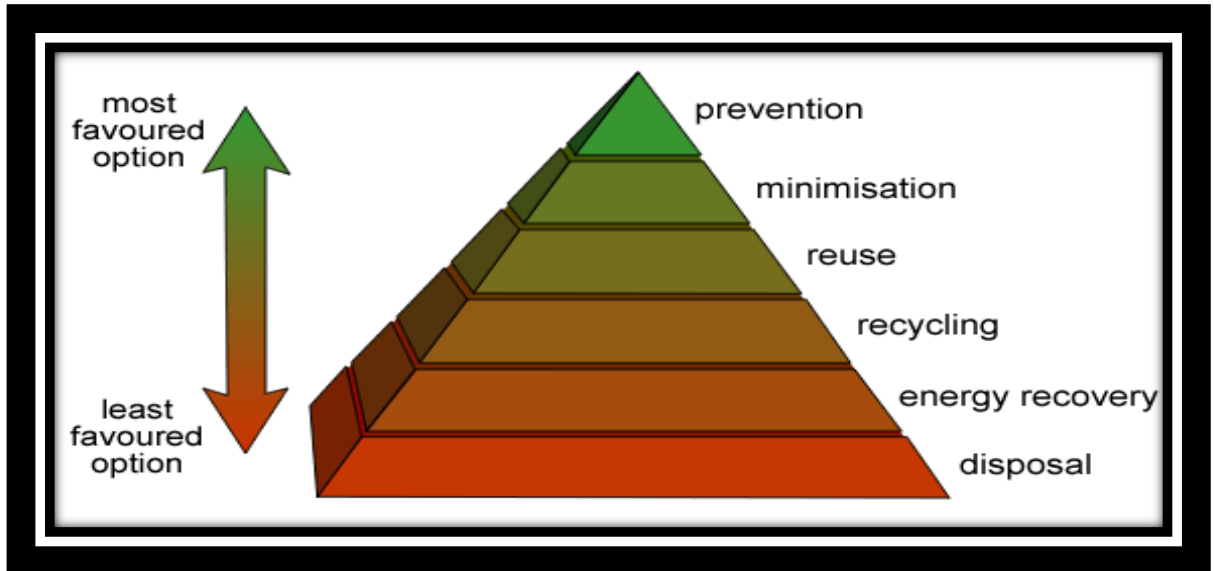 most
favoured
option
prevention
minimisation
reuse
recycling
energy recovery
disposal
least
favoured
option